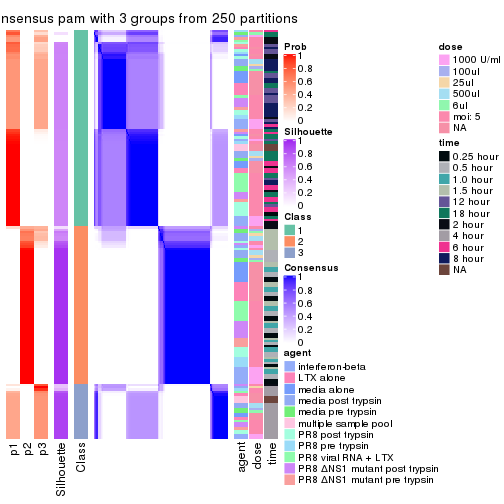 nsensus pam with 3 groups from 250 partitions
Prob
1
0.8
0.6
0.4
0.2
0
Silhouette
1
0.8
0.6
0.4
0.2
0
Class
1
2
3
Consensus
1
0.8
0.6
0.4
0.2
0
agent
interferon-beta
LTX alone
media alone
media post trypsin
media pre trypsin
multiple sample pool
PR8 post trypsin
PR8 pre trypsin
PR8 viral RNA + LTX
PR8 ΔNS1 mutant post trypsin
PR8 ΔNS1 mutant pre trypsin
dose
1000 U/ml
100ul
25ul
500ul
6ul
moi: 5
NA
time
0.25 hour
0.5 hour
1.0 hour
1.5 hour
12 hour
18 hour
2 hour
4 hour
6 hour
8 hour
NA
p1
p2
p3
Silhouette
Class
agent
dose
time